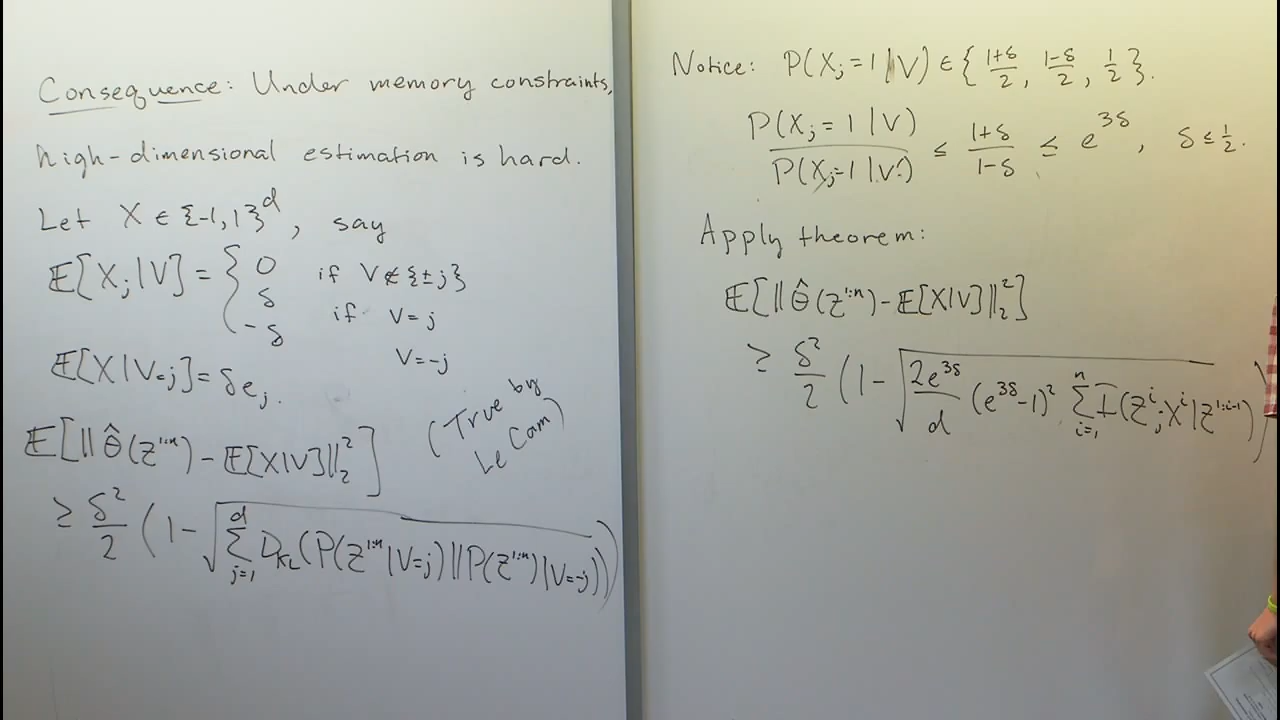 Consequence: Under memory constraints,
high-dimensional estimation is hard.
Let X ∈ {-1, 1}^d, say
E[X_j|V] = { 0 if V ∉ {±j}
δ if V=j
-δ V=-j
E[X|V=j] = δe_j.
(True by
Le Cam)
E[||θ̂(Z^{1:n}) - E[X|V]||_2^2]
≥ δ^2/2 (1 - √(∑_{j=1}^d D_KL(P(Z^{1:n}|V=j)||P(Z^{1:n})|V=-j)))
Notice: P(X_j=1|V) ∈ {1+δ/2, 1-δ/2, 1/2}.
P(X_j=1|V)/P(X_j=1|V') ≤ 1+δ/1-δ ≤ e^{3δ}, δ ≤ 1/2.
Apply theorem:
E[||θ̂(Z^{1:n}) - E[X|V]||_2^2]
≥ δ^2/2 (1 - √(2e^{3δ}/d (e^{3δ}-1)^2 ∑_{i=1}^n I(Z^i; X^i|Z^{1:i-1})))